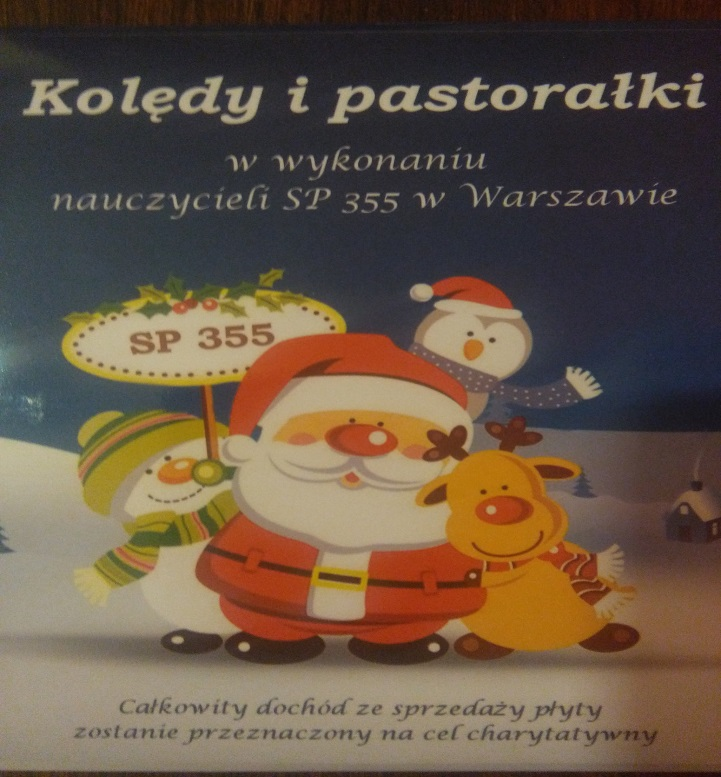 Kolędy i pastorałki
w wykonaniu
nauczycieli SP 355 w Warszawie
SP 355
Całkowity dochód ze sprzedaży płyty
zostanie przeznaczony na cel charytatywny